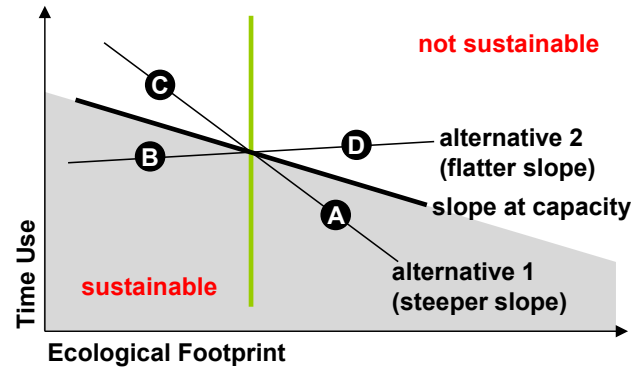 not sustainable
C
D
alternative 2
(flatter slope)
B
slope at capacity
A
alternative 1
(steeper slope)
sustainable
Time Use
Ecological Footprint